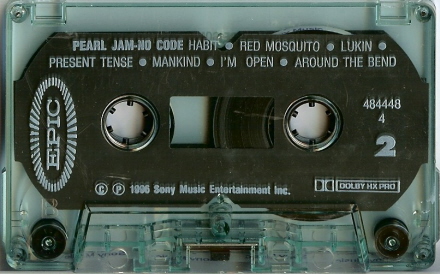 PEARL JAM-NO CODE HABIT • RED MOSQUITO • LUKIN •
PRESENT TENSE • MANKIND • I'M OPEN • AROUND THE BEND
484448
4
EPIC
2
© ℗ 1996 Sony Music Entertainment Inc.
DOLBY HX PRO